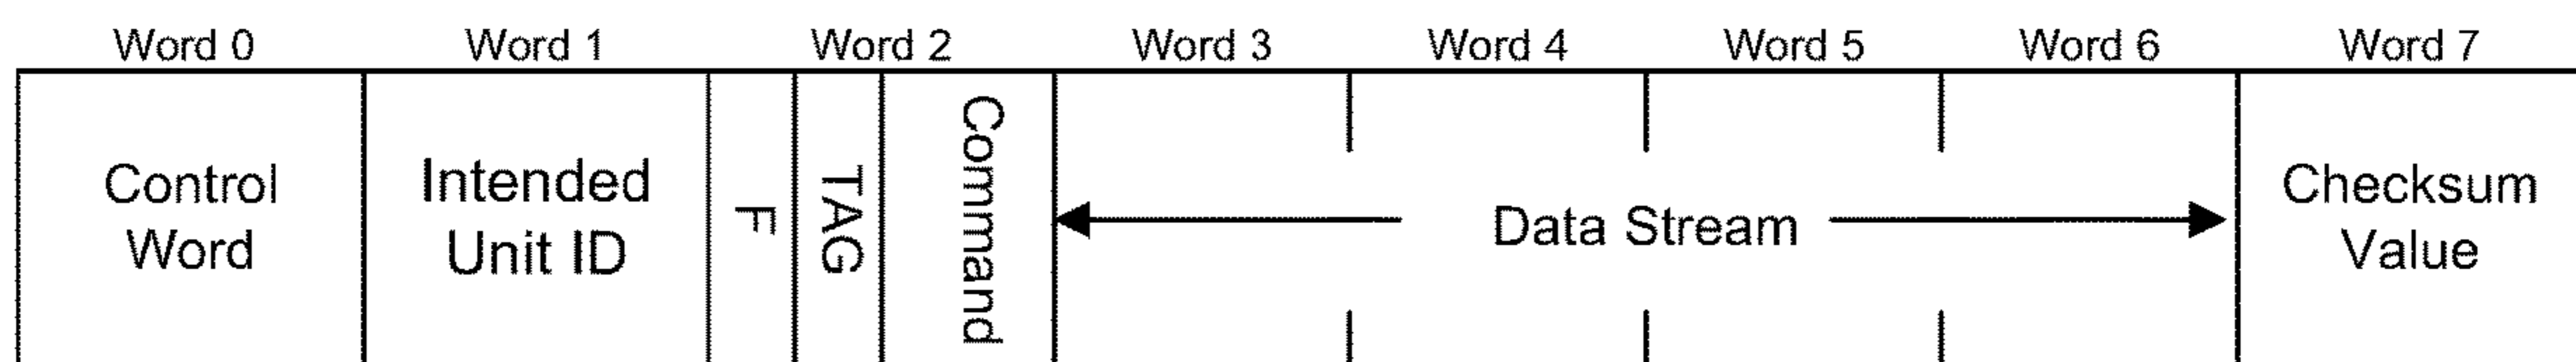 Word 0 Word 1 Word 2 Word 3 Word 4 Word 5 Word 6 Word 7
Control
Word
Intended
Unit ID
F
TAG
Command
Data Stream
Checksum
Value